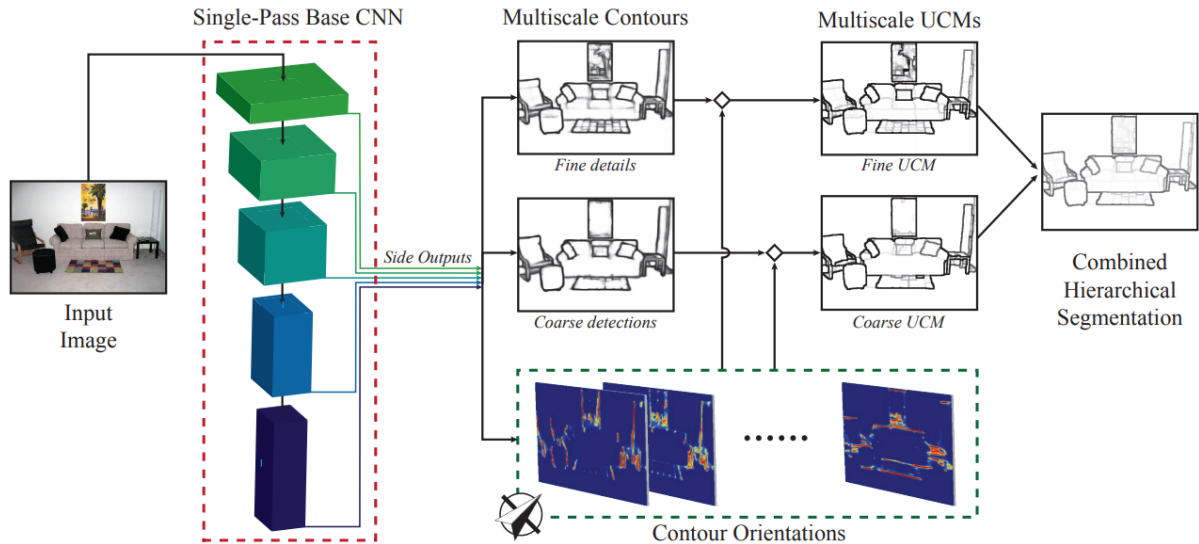 Single-Pass Base CNN
Multiscale Contours
Multiscale UCMs
Fine details
Fine UCM
Side Outputs
Input
Image
Coarse detections
Coarse UCM
Combined
Hierarchical
Segmentation
Contour Orientations